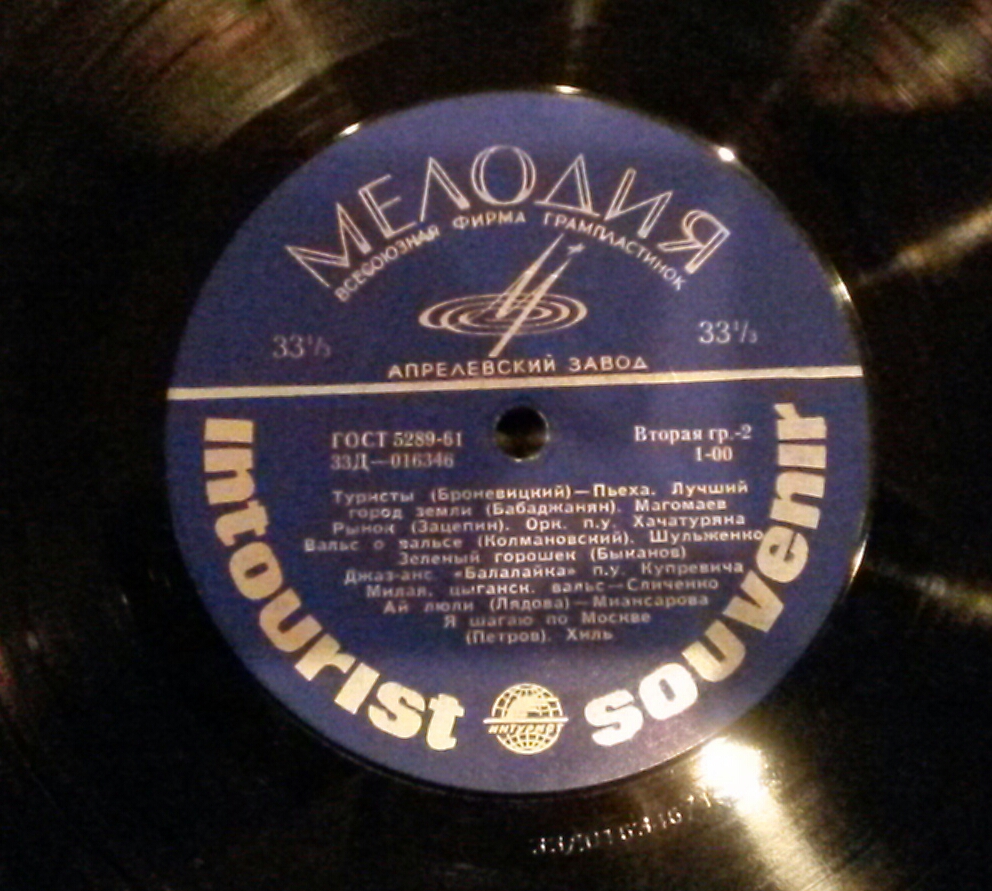 МЕЛОДИЯ
ВСЕСОЮЗНАЯ ФИРМА ГРАМПЛАСТИНОК
33⅓ 33⅓
АПРЕЛЕВСКИЙ ЗАВОД
ГОСТ 5289-61 Вторая гр.-2
33Д—016346 1-00
Туристы (Броневицкий)—Пьеха. Лучший
город земли (Бабаджанян). Магомаев
Рынок (Зацепин). Орк. п.у. Хачатуряна
Вальс о вальсе (Колмановский). Шульженко
Зеленый горошек (Быканов)
Джаз-анс. «Балалайка» п.у. Купревича
Милая, цыганск. вальс—Сличенко
Ай люли (Лядова)—Миансарова
Я шагаю по Москве
(Петров). Хиль
Intourist souvenir
ИНТУРИСТ